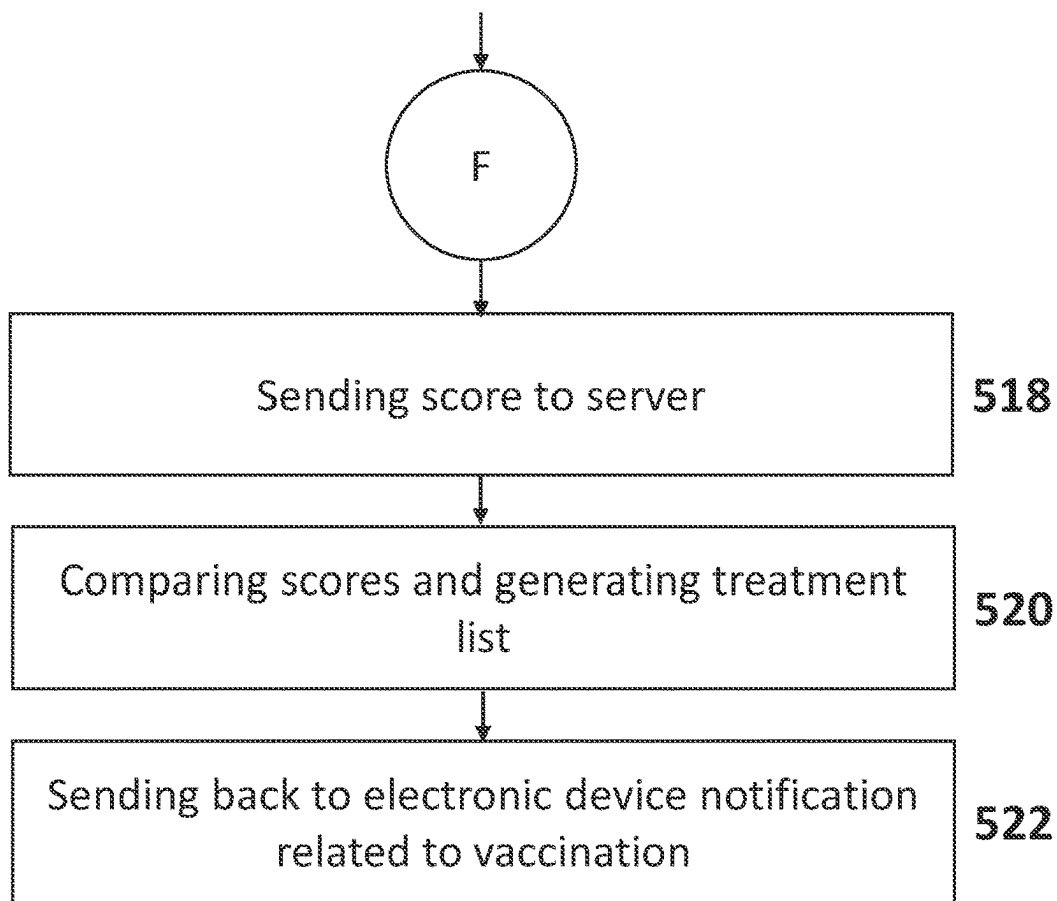 F
Sending score to server
518
Comparing scores and generating treatment
list
520
Sending back to electronic device notification
related to vaccination
522